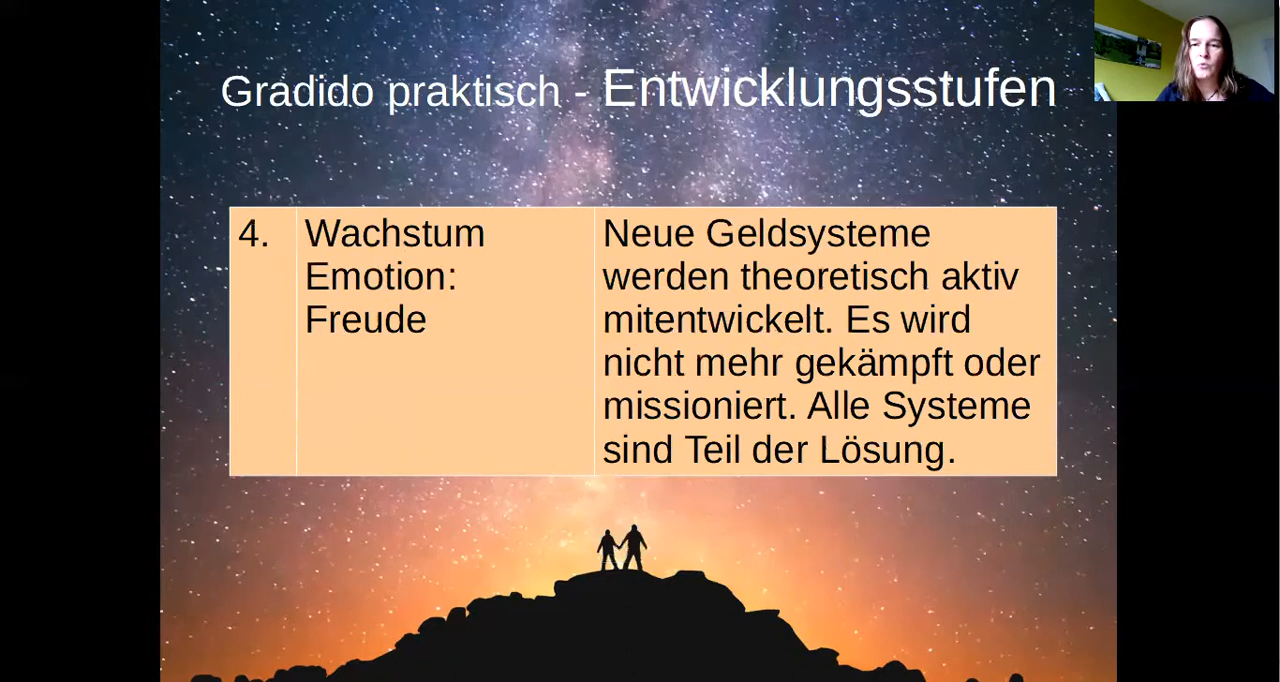 Gradido praktisch - Entwicklungsstufen
4.
Wachstum
Emotion:
Freude
Neue Geldsysteme
werden theoretisch aktiv
mitentwickelt. Es wird
nicht mehr gekämpft oder
missioniert. Alle Systeme
sind Teil der Lösung.